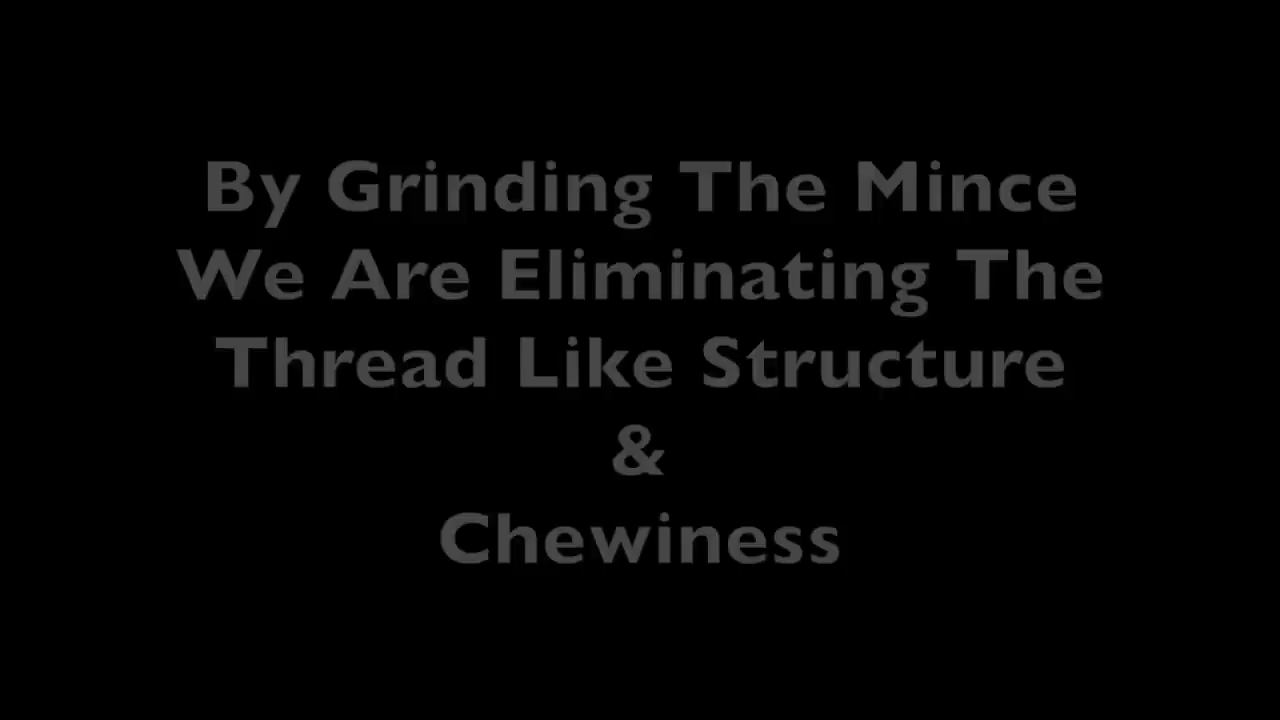 By Grinding The Mince
We Are Eliminating The
Thread Like Structure
&
Chewiness